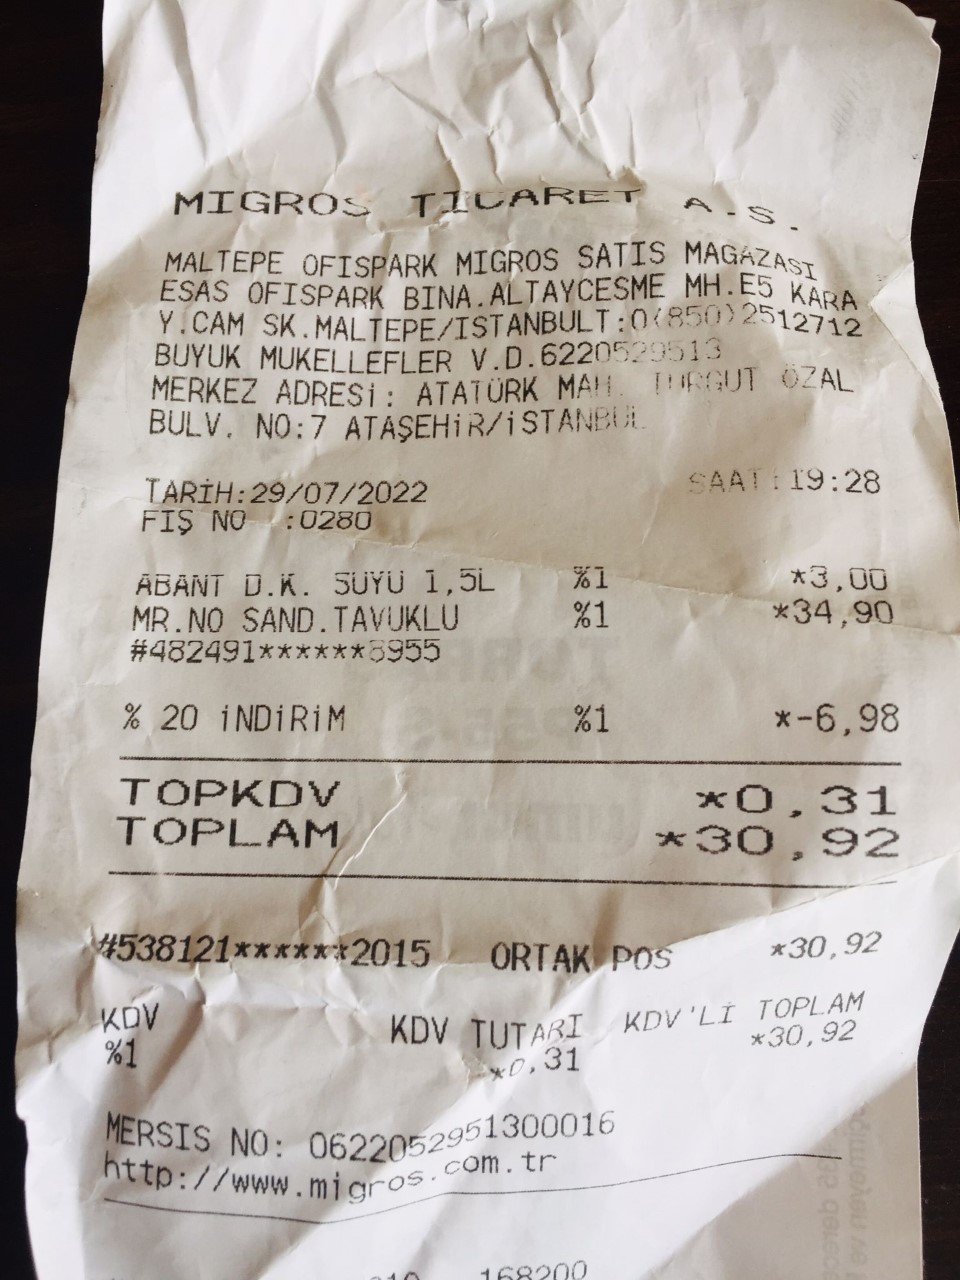 MIGROS TICARET A.S.
MALTEPE OFISPARK MIGROS SATIS MAGAZASI
ESAS OFISPARK BINA.ALTAYCESME MH.E5 KARA
Y.CAM SK.MALTEPE/ISTANBULT:0(850)2512712
BUYUK MUKELLEFLER V.D.6220529513
MERKEZ ADRESİ: ATATÜRK MAH. TURGUT ÖZAL
BULV. NO:7 ATAŞEHİR/İSTANBUL
TARİH:29/07/2022 SAAT:19:28
FİŞ NO :0280
ABANT D.K. SUYU 1,5L %1 *3,00
MR.NO SAND.TAVUKLU %1 *34,90
#482491******8955
% 20 İNDİRİM %1 *-6,98
TOPKDV *0,31
TOPLAM *30,92
#538121******2015 ORTAK POS *30,92
KDV KDV TUTARI KDV'Lİ TOPLAM
%1 *0,31 *30,92
MERSIS NO: 0622052951300016
http://www.migros.com.tr
168200